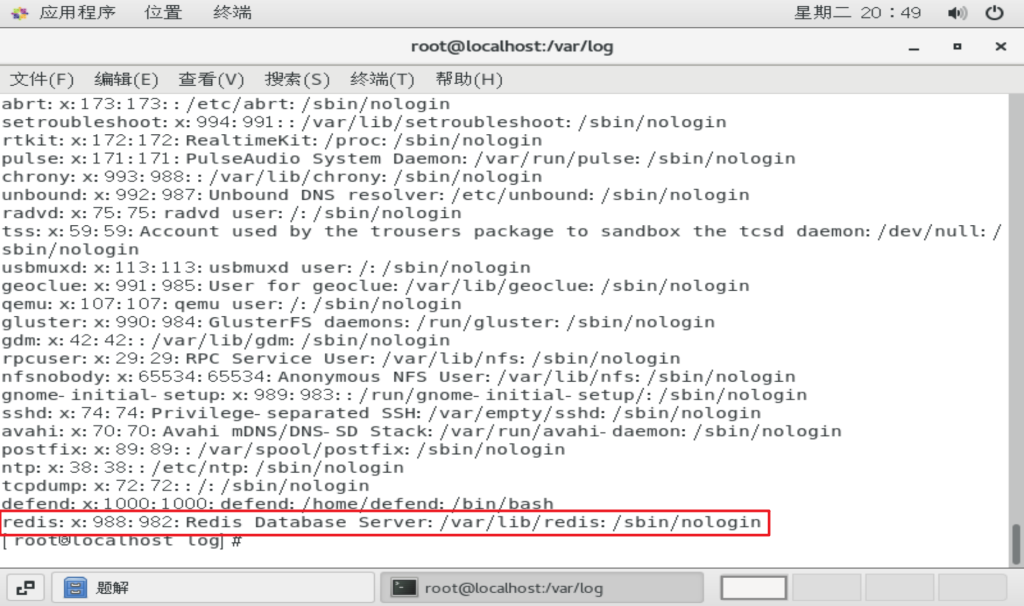 应用程序 位置 终端 星期二 20：49
root@localhost:/var/log
文件(F) 编辑(E) 查看(V) 搜索(S) 终端(T) 帮助(H)
abrt:x:173:173::/etc/abrt:/sbin/nologin
setroubleshoot:x:994:991::/var/lib/setroubleshoot:/sbin/nologin
rtkit:x:172:172:RealtimeKit:/proc:/sbin/nologin
pulse:x:171:171:PulseAudio System Daemon:/var/run/pulse:/sbin/nologin
chrony:x:993:988::/var/lib/chrony:/sbin/nologin
unbound:x:992:987:Unbound DNS resolver:/etc/unbound:/sbin/nologin
radvd:x:75:75:radvd user:/:/sbin/nologin
tss:x:59:59:Account used by the trousers package to sandbox the tcsd daemon:/dev/null:/
sbin/nologin
usbmuxd:x:113:113:usbmuxd user:/:/sbin/nologin
geoclue:x:991:985:User for geoclue:/var/lib/geoclue:/sbin/nologin
qemu:x:107:107:qemu user:/:/sbin/nologin
gluster:x:990:984:GlusterFS daemons:/run/gluster:/sbin/nologin
gdm:x:42:42::/var/lib/gdm:/sbin/nologin
rpcuser:x:29:29:RPC Service User:/var/lib/nfs:/sbin/nologin
nfsnobody:x:65534:65534:Anonymous NFS User:/var/lib/nfs:/sbin/nologin
gnome-initial-setup:x:989:983::/run/gnome-initial-setup/:/sbin/nologin
sshd:x:74:74:Privilege-separated SSH:/var/empty/sshd:/sbin/nologin
avahi:x:70:70:Avahi mDNS/DNS-SD Stack:/var/run/avahi-daemon:/sbin/nologin
postfix:x:89:89::/var/spool/postfix:/sbin/nologin
ntp:x:38:38::/etc/ntp:/sbin/nologin
tcpdump:x:72:72::/:/sbin/nologin
defend:x:1000:1000:defend:/home/defend:/bin/bash
redis:x:988:982:Redis Database Server:/var/lib/redis:/sbin/nologin
[root@localhost log]#
题解 root@localhost:/var/log